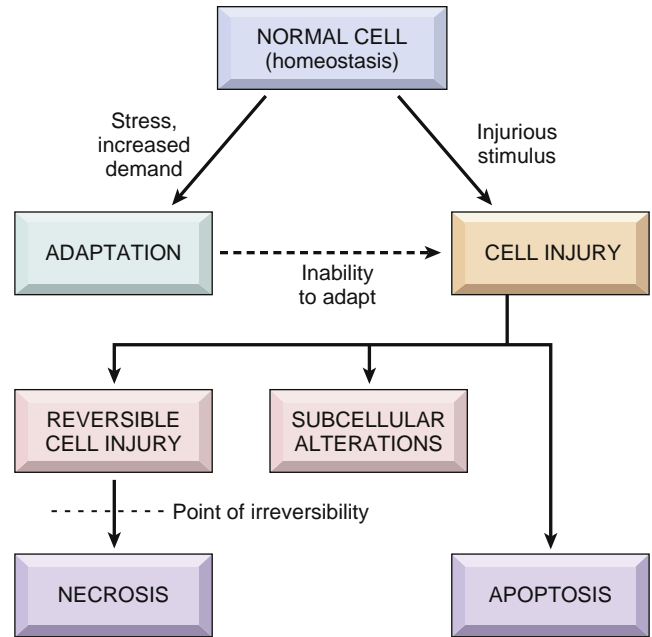 NORMAL CELL
(homeostasis)
Stress,
increased
demand
Injurious
stimulus
ADAPTATION
Inability
to adapt
CELL INJURY
REVERSIBLE
CELL INJURY
SUBCELLULAR
ALTERATIONS
Point of irreversibility
NECROSIS
APOPTOSIS